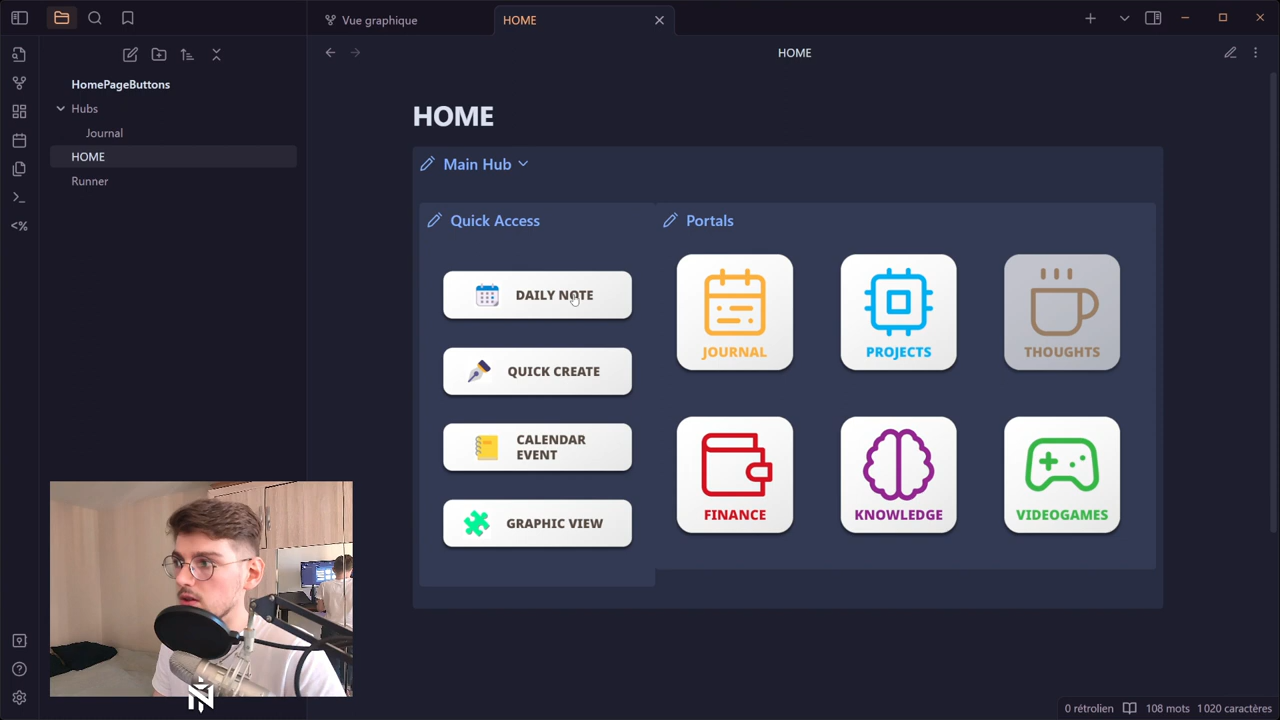 Vue graphique
HOME
HOME
HomePageButtons
Hubs
Journal
HOME
Runner
HOME
Main Hub
Quick Access
Portals
DAILY NOTE
QUICK CREATE
CALENDAR
EVENT
GRAPHIC VIEW
JOURNAL
PROJECTS
THOUGHTS
FINANCE
KNOWLEDGE
VIDEOGAMES
0 rétrolien
108 mots
1 020 caractères